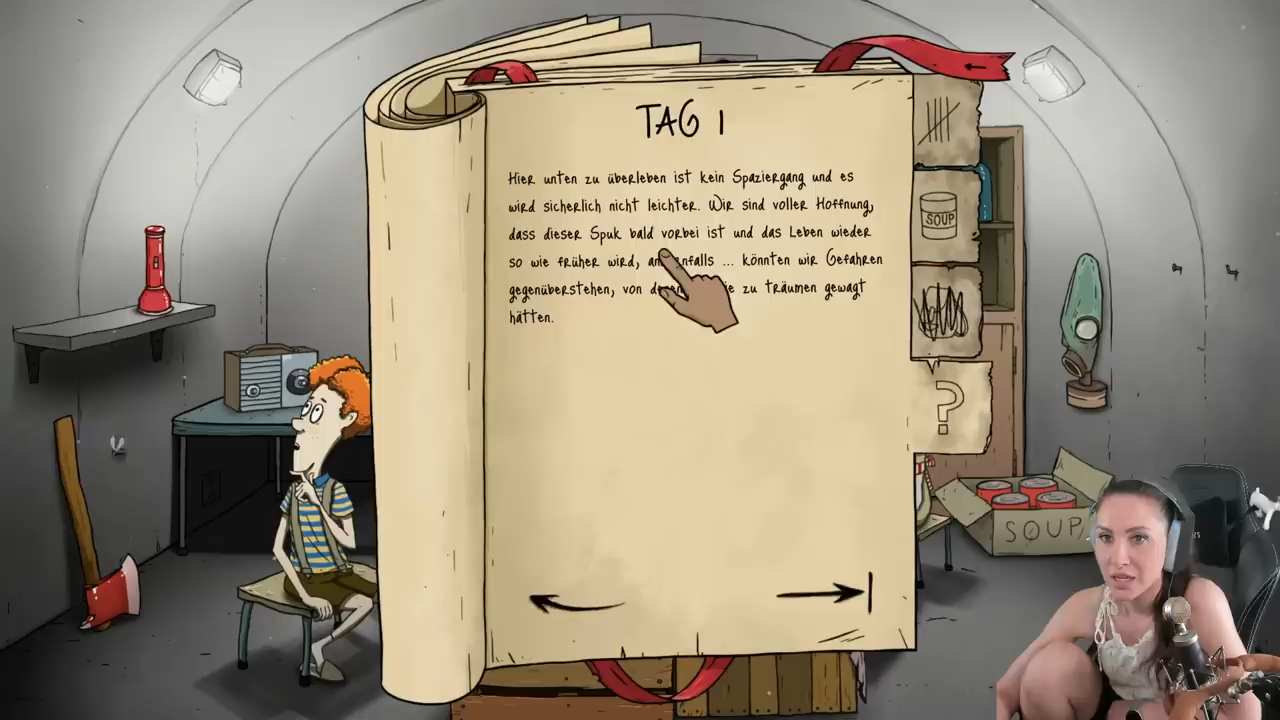 TAG 1
Hier unten zu überleben ist kein Spaziergang und es
wird sicherlich nicht leichter. Wir sind voller Hoffnung,
dass dieser Spuk bald vorbei ist und das Leben wieder
so wie früher wird, ... könnten wir Gefahren
gegenüberstehen, von zu träumen gewagt
hätten.
SOUP
?
SOUP